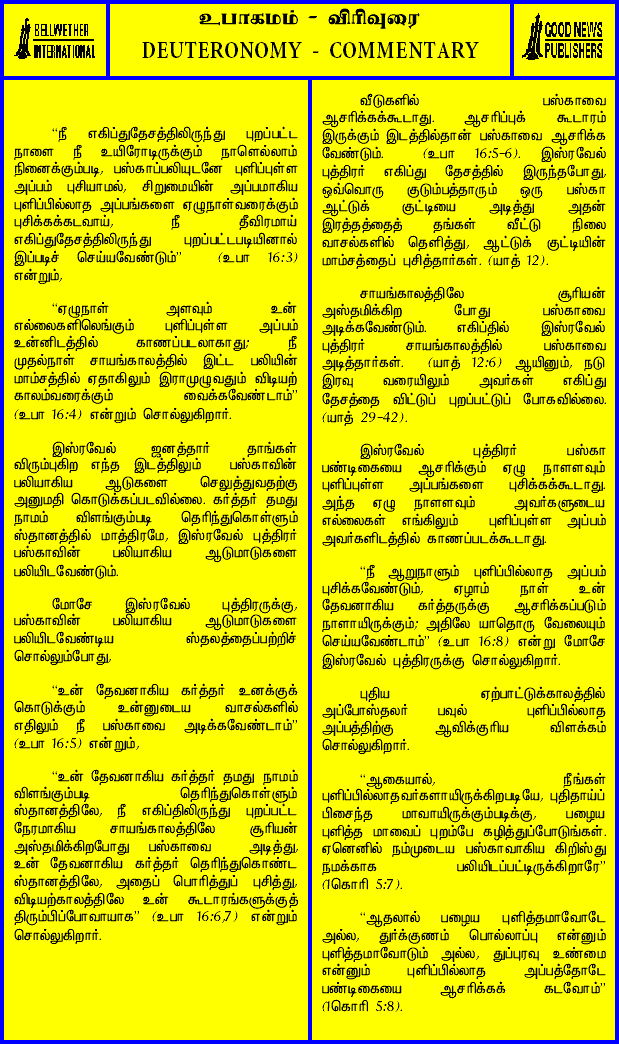 BELLWETHER
INTERNATIONAL
உபாகமம் - விரிவுரை
DEUTERONOMY - COMMENTARY
GOOD NEWS
PUBLISHERS
“நீ எகிப்துதேசத்திலிருந்து புறப்பட்ட
நாளை நீ உயிரோடிருக்கும் நாளெல்லாம்
நினைக்கும்படி, பஸ்காப்பலியுடனே புளிப்புள்ள
அப்பம் புசியாமல், சிறுமையின் அப்பமாகிய
புளிப்பில்லாத அப்பங்களை ஏழுநாள்வரைக்கும்
புசிக்கக்கடவாய், நீ தீவிரமாய்
எகிப்துதேசத்திலிருந்து புறப்பட்டபடியினால்
இப்படிச் செய்யவேண்டும்” (உபா 16:3)
என்றும்,
“ஏழுநாள் அளவும் உன்
எல்லைகளிலெங்கும் புளிப்புள்ள அப்பம்
உன்னிடத்தில் காணப்படலாகாது; நீ
முதல்நாள் சாயங்காலத்தில் இட்ட பலியின்
மாம்சத்தில் ஏதாகிலும் இராமுழுவதும் விடியற்
காலம்வரைக்கும் வைக்கவேண்டாம்”
(உபா 16:4) என்றும் சொல்லுகிறார்.
இஸ்ரவேல் ஜனத்தார் தாங்கள்
விரும்புகிற எந்த இடத்திலும் பஸ்காவின்
பலியாகிய ஆடுகளை செலுத்துவதற்கு
அனுமதி கொடுக்கப்படவில்லை. கர்த்தர் தமது
நாமம் விளங்கும்படி தெரிந்துகொள்ளும்
ஸ்தானத்தில் மாத்திரமே, இஸ்ரவேல் புத்திரர்
பஸ்காவின் பலியாகிய ஆடுமாடுகளை
பலியிடவேண்டும்.
மோசே இஸ்ரவேல் புத்திரருக்கு,
பஸ்காவின் பலியாகிய ஆடுமாடுகளை
பலியிடவேண்டிய ஸ்தலத்தைப்பற்றிச்
சொல்லும்போது,
“உன் தேவனாகிய கர்த்தர் உனக்குக்
கொடுக்கும் உன்னுடைய வாசல்களில்
எதிலும் நீ பஸ்காவை அடிக்கவேண்டாம்”
(உபா 16:5) என்றும்,
“உன் தேவனாகிய கர்த்தர் தமது நாமம்
விளங்கும்படி தெரிந்துகொள்ளும்
ஸ்தானத்திலே, நீ எகிப்திலிருந்து புறப்பட்ட
நேரமாகிய சாயங்காலத்திலே சூரியன்
அஸ்தமிக்கிறபோது பஸ்காவை அடித்து,
உன் தேவனாகிய கர்த்தர் தெரிந்துகொண்ட
ஸ்தானத்திலே, அதைப் பொரித்துப் புசித்து,
விடியற்காலத்திலே உன் கூடாரங்களுக்குத்
திரும்பிப்போவாயாக” (உபா 16:6,7) என்றும்
சொல்லுகிறார்.
வீடுகளில் பஸ்காவை
ஆசரிக்கக்கூடாது. ஆசரிப்புக் கூடாரம்
இருக்கும் இடத்தில்தான் பஸ்காவை ஆசரிக்க
வேண்டும். (உபா 16:5-6). இஸ்ரவேல்
புத்திரர் எகிப்து தேசத்தில் இருந்தபோது,
ஒவ்வொரு குடும்பத்தாரும் ஒரு பஸ்கா
ஆட்டுக் குட்டியை அடித்து அதன்
இரத்தத்தைத் தங்கள் வீட்டு நிலை
வாசல்களில் தெளித்து, ஆட்டுக் குட்டியின்
மாம்சத்தைப் புசித்தார்கள். (யாத் 12).
சாயங்காலத்திலே சூரியன்
அஸ்தமிக்கிற போது பஸ்காவை
அடிக்கவேண்டும். எகிப்தில் இஸ்ரவேல்
புத்திரர் சாயங்காலத்தில் பஸ்காவை
அடித்தார்கள். (யாத் 12:6) ஆயினும், நடு
இரவு வரையிலும் அவர்கள் எகிப்து
தேசத்தை விட்டுப் புறப்பட்டுப் போகவில்லை.
(யாத் 29-42).
இஸ்ரவேல் புத்திரர் பஸ்கா
பண்டிகையை ஆசரிக்கும் ஏழு நாளளவும்
புளிப்புள்ள அப்பங்களை புசிக்கக்கூடாது.
அந்த ஏழு நாளளவும் அவர்களுடைய
எல்லைகள் எங்கிலும் புளிப்புள்ள அப்பம்
அவர்களிடத்தில் காணப்படக்கூடாது.
“நீ ஆறுநாளும் புளிப்பில்லாத அப்பம்
புசிக்கவேண்டும், ஏழாம் நாள் உன்
தேவனாகிய கர்த்தருக்கு ஆசரிக்கப்படும்
நாளாயிருக்கும்; அதிலே யாதொரு வேலையும்
செய்யவேண்டாம்” (உபா 16:8) என்று மோசே
இஸ்ரவேல் புத்திரருக்கு சொல்லுகிறார்.
புதிய ஏற்பாட்டுக்காலத்தில்
அப்போஸ்தலர் பவுல் புளிப்பில்லாத
அப்பத்திற்கு ஆவிக்குரிய விளக்கம்
சொல்லுகிறார்.
“ஆகையால், நீங்கள்
புளிப்பில்லாதவர்களாயிருக்கிறபடியே, புதிதாய்ப்
பிசைந்த மாவாயிருக்கும்படிக்கு, பழைய
புளித்த மாவைப் புறம்பே கழித்துப்போடுங்கள்.
ஏனெனில் நம்முடைய பஸ்காவாகிய கிறிஸ்து
நமக்காக பலியிடப்பட்டிருக்கிறாரே”
(1கொரி 5:7).
“ஆதலால் பழைய புளித்தமாவோடே
அல்ல, துர்க்குணம் பொல்லாப்பு என்னும்
புளித்தமாவோடும் அல்ல, துப்புரவு உண்மை
என்னும் புளிப்பில்லாத அப்பத்தோடே
பண்டிகையை ஆசரிக்கக் கடவோம்”
(1கொரி 5:8).